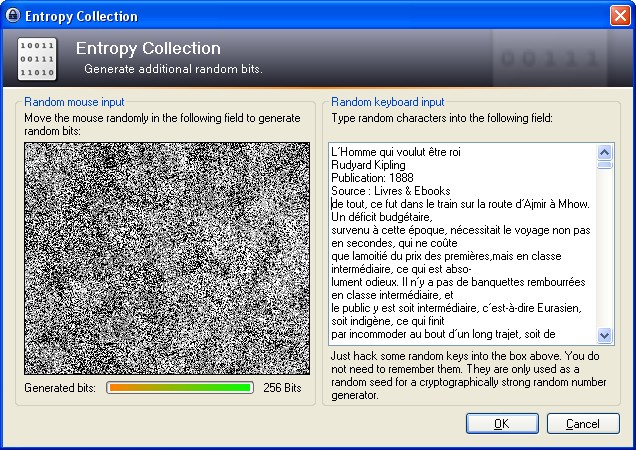 Entropy Collection
10011
00111
11010
Entropy Collection
Generate additional random bits.
00111
Random mouse input
Move the mouse randomly in the following field to generate
random bits:
Generated bits:
256 Bits
Random keyboard input
Type random characters into the following field:
L´Homme qui voulut être roi
Rudyard Kipling
Publication: 1888
Source : Livres & Ebooks
de tout, ce fut dans le train sur la route d´Ajmir à Mhow.
Un déficit budgétaire,
survenu à cette époque, nécessitait le voyage non pas
en secondes, qui ne coûte
que lamoitié du prix des premières,mais en classe
intermédiaire, ce qui est abso-
lument odieux. Il n´y a pas de banquettes rembourrées
en classe intermédiaire, et
le public y est soit intermédiaire, c´est-à-dire Eurasien,
soit indigène, ce qui finit
par incommoder au bout d´un long trajet, soit de
Just hack some random keys into the box above. You do
not need to remember them. They are only used as a
random seed for a cryptographically strong random number
generator.
OK
Cancel